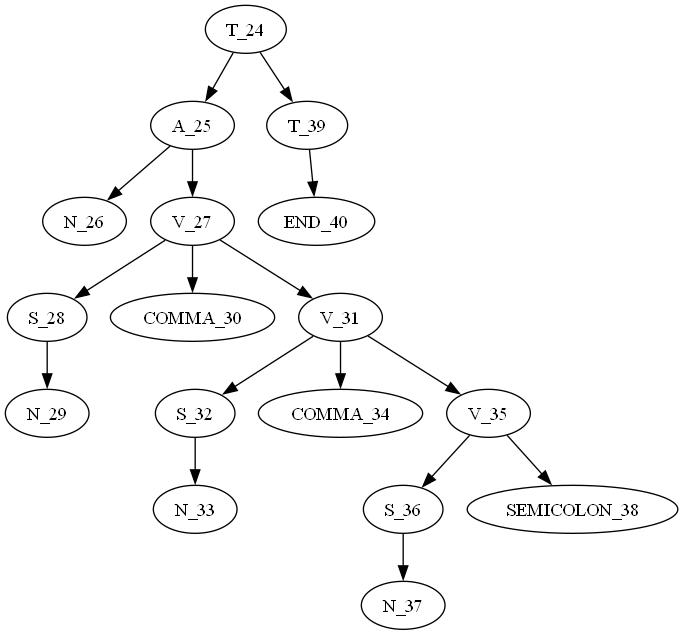 T_24
A_25
T_39
N_26
V_27
END_40
S_28
COMMA_30
V_31
N_29
S_32
COMMA_34
V_35
N_33
S_36
SEMICOLON_38
N_37